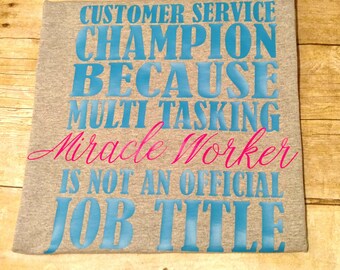 CUSTOMER SERVICE
CHAMPION
BECAUSE
MULTI TASKING
Miracle Worker
IS NOT AN OFFICIAL
JOB TITLE